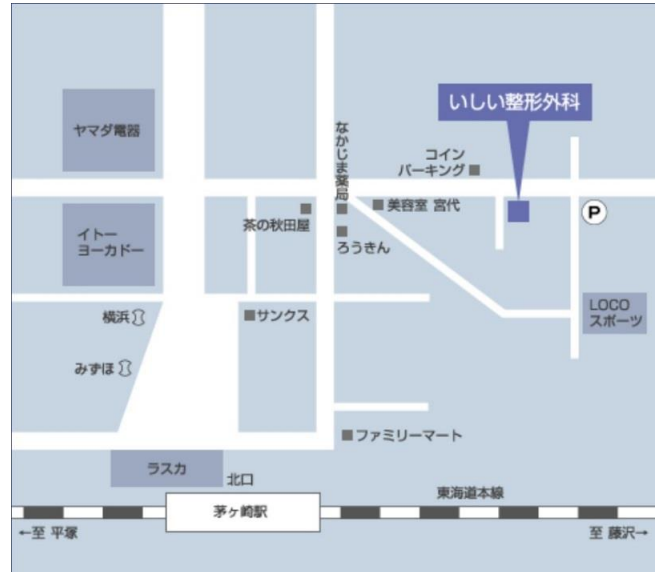 いしい整形外科
ヤマダ電器
なかじま薬局
コイン
パーキング
イトー
ヨーカドー
茶の秋田屋
美容室 宮代
P
ろうきん
横浜
サンクス
LOCO
スポーツ
みずほ
ファミリーマート
ラスカ
北口
東海道本線
茅ヶ崎駅
←至 平塚
至 藤沢→